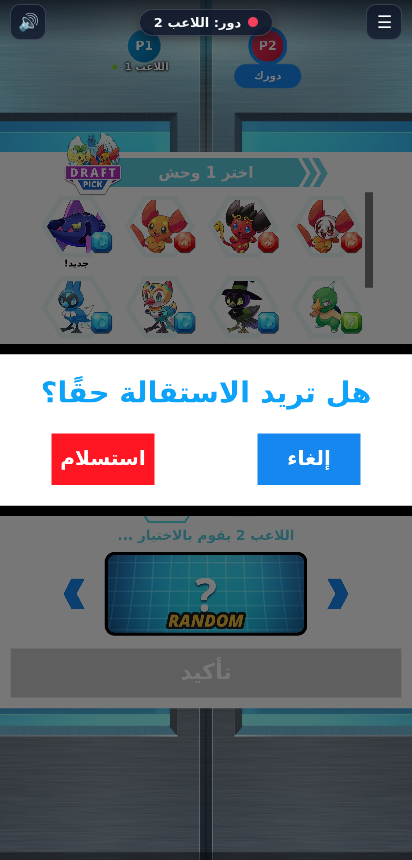 دور: اللاعب 2
P1
P2
اللاعب 1
دورك
DRAFT
PICK
اختر 1 وحش
جديد!
هل تريد الاستقالة حقًا؟
استسلام
إلغاء
اللاعب 2 يقوم بالاختيار ...
?
RANDOM
تأكيد